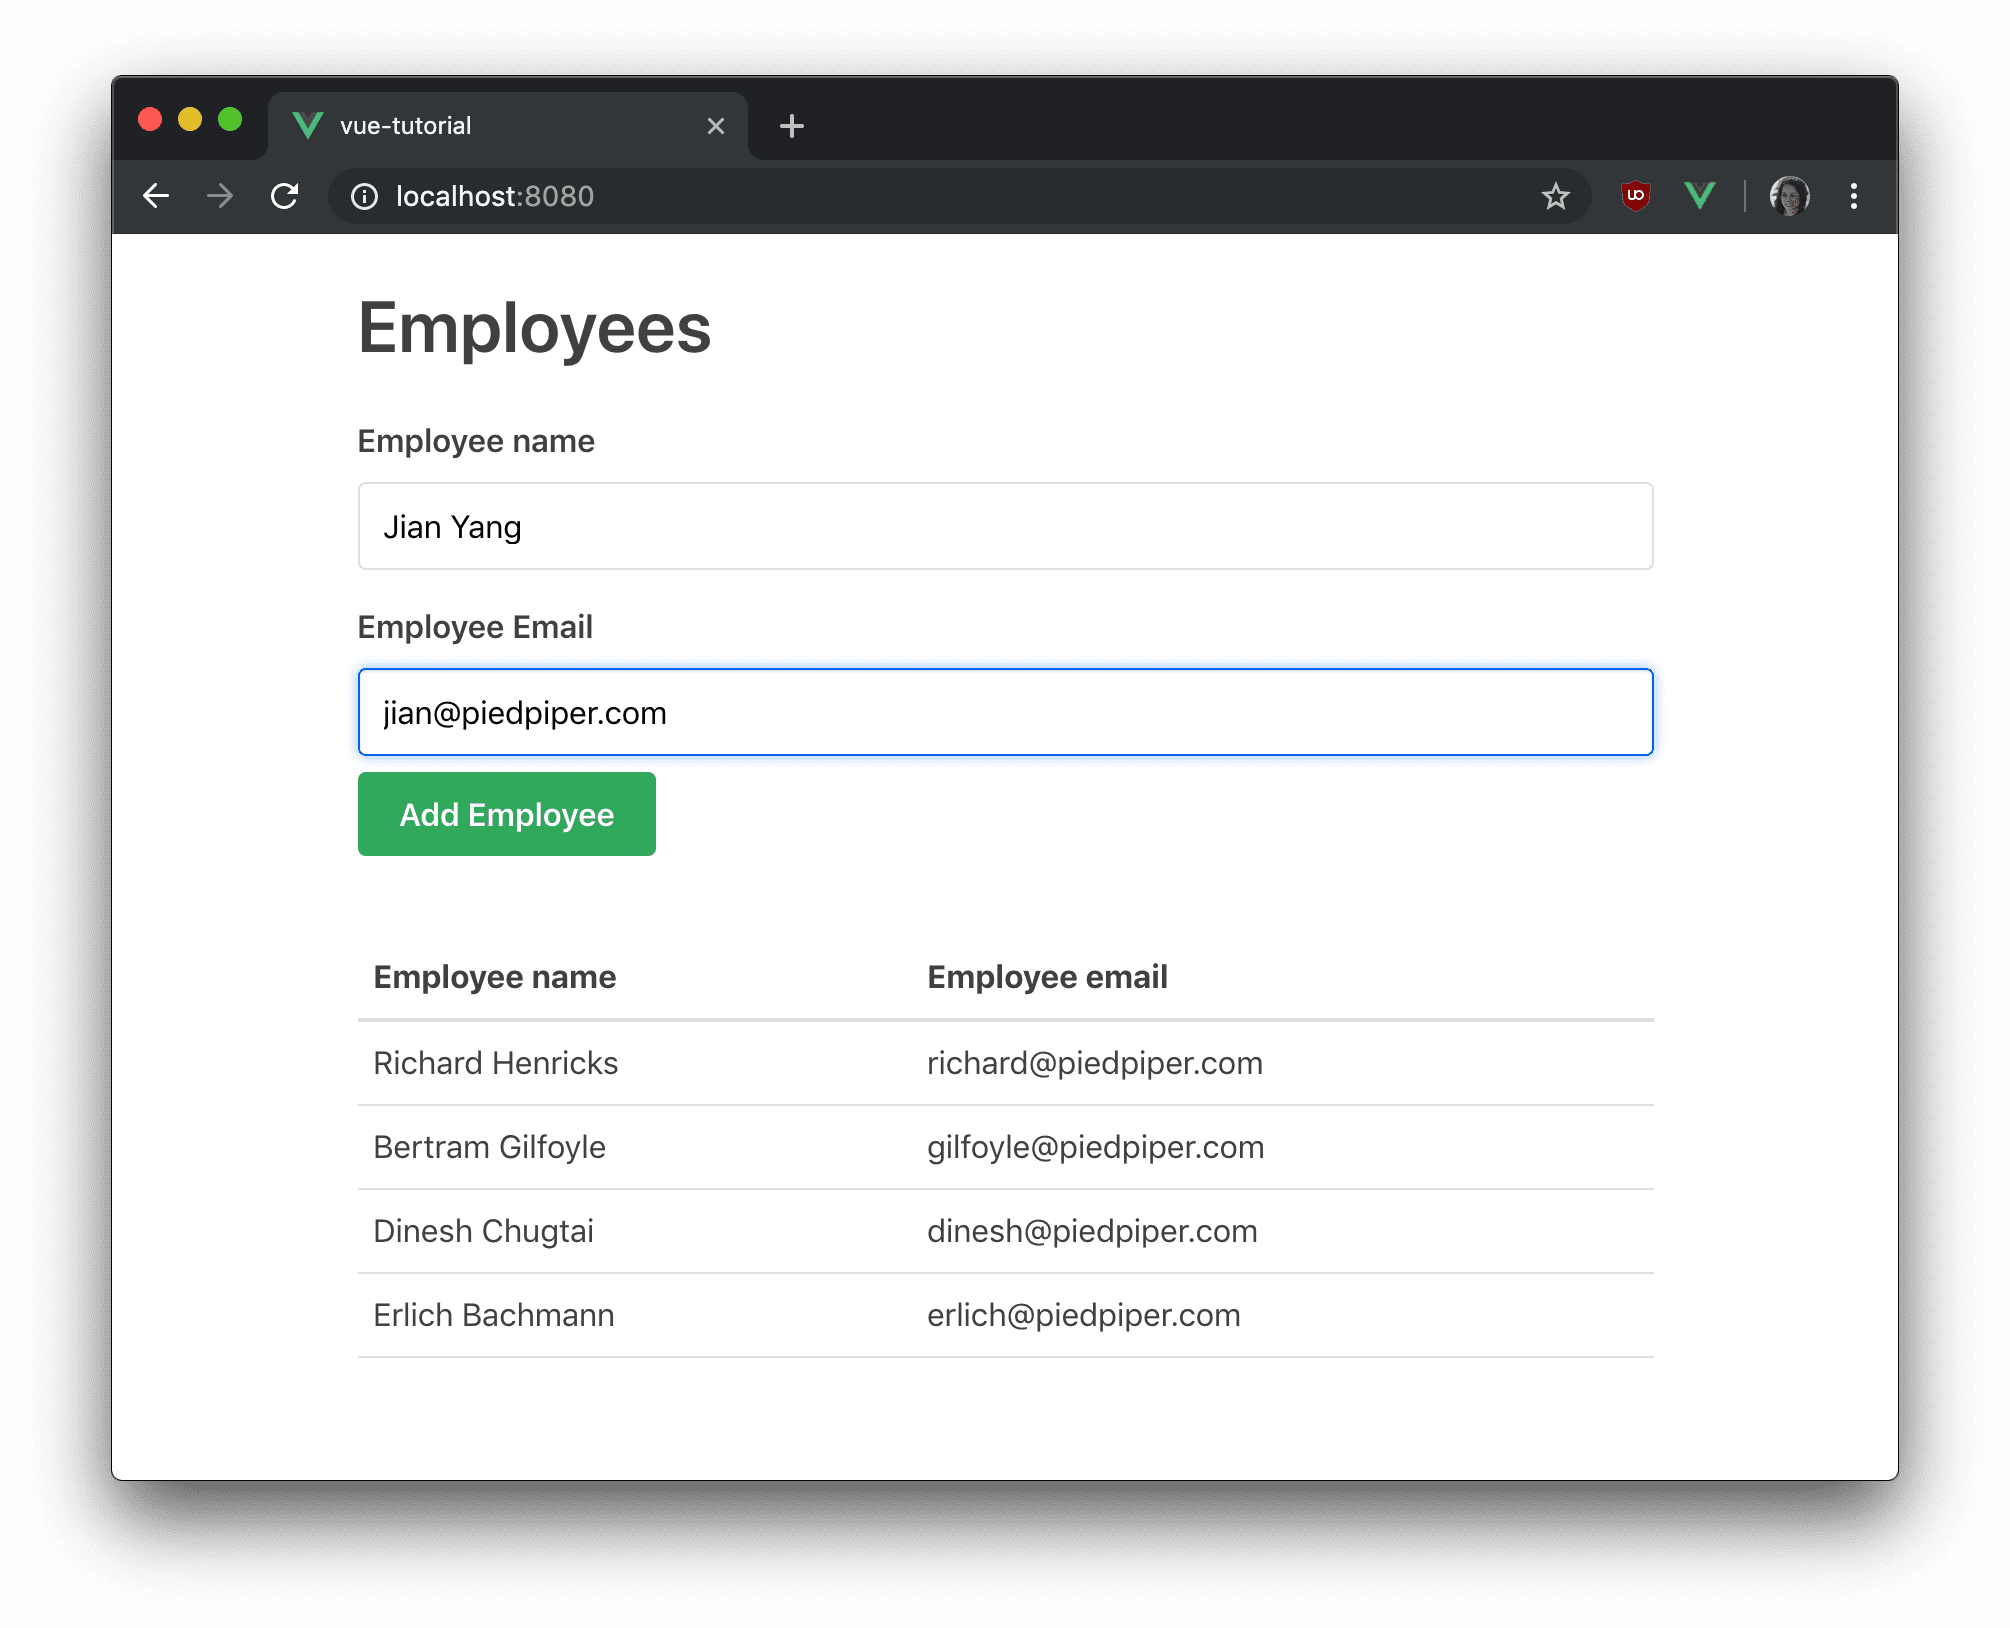 vue-tutorial
localhost:8080
Employees
Employee name
Jian Yang
Employee Email
jian@piedpiper.com
Add Employee
Employee name Employee email
Richard Henricks richard@piedpiper.com
Bertram Gilfoyle gilfoyle@piedpiper.com
Dinesh Chugtai dinesh@piedpiper.com
Erlich Bachmann erlich@piedpiper.com